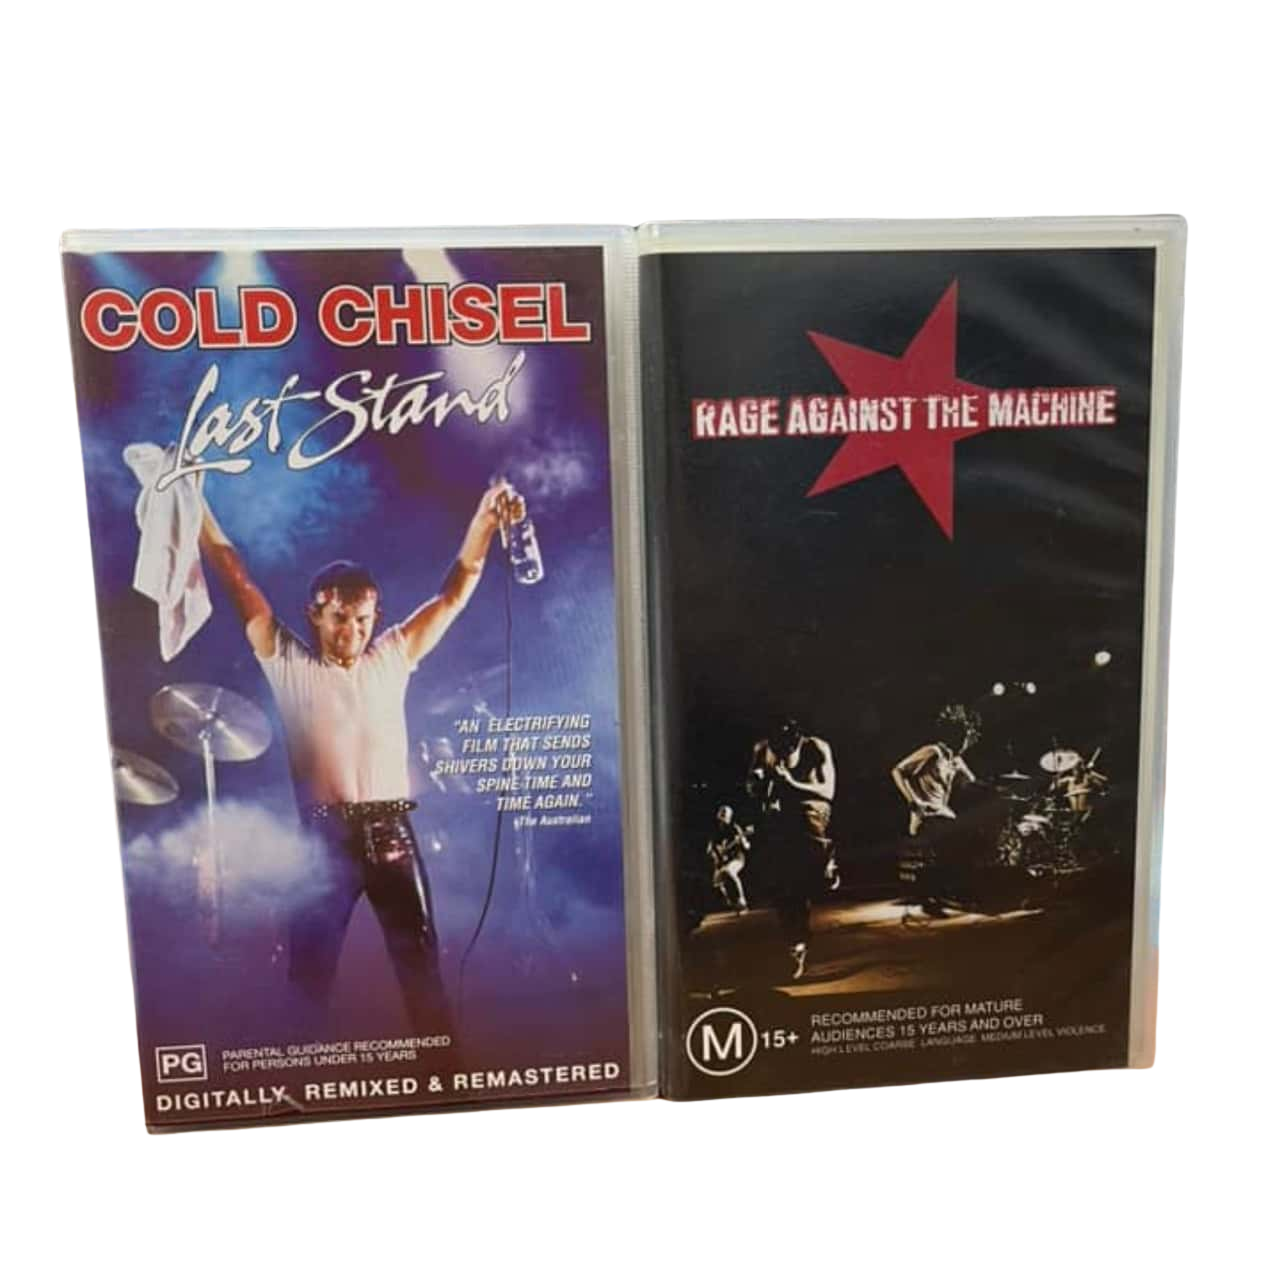 COLD CHISEL
Last Stand
"AN ELECTRIFYING
FILM THAT SENDS
SHIVERS DOWN YOUR
SPINE TIME AND
TIME AGAIN."
The Australian
PG
PARENTAL GUIDANCE RECOMMENDED
FOR PERSONS UNDER 15 YEARS
DIGITALLY REMIXED & REMASTERED
RAGE AGAINST THE MACHINE
M 15+
RECOMMENDED FOR MATURE
AUDIENCES 15 YEARS AND OVER
HIGH LEVEL COARSE LANGUAGE MEDIUM LEVEL VIOLENCE